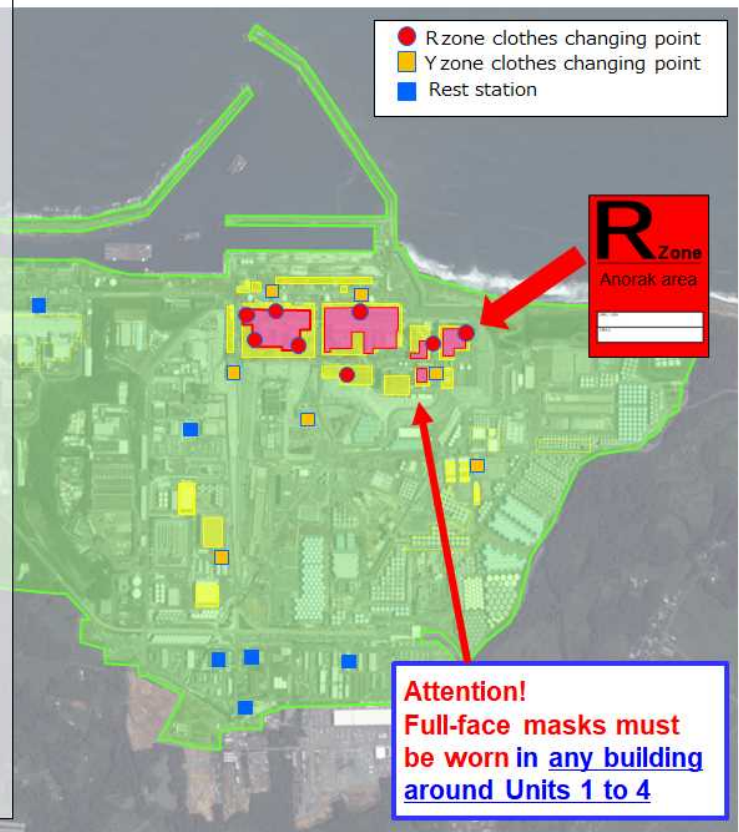 R zone clothes changing point
Y zone clothes changing point
Rest station
R Zone
Anorak area
Attention!
Full-face masks must
be worn in any building
around Units 1 to 4